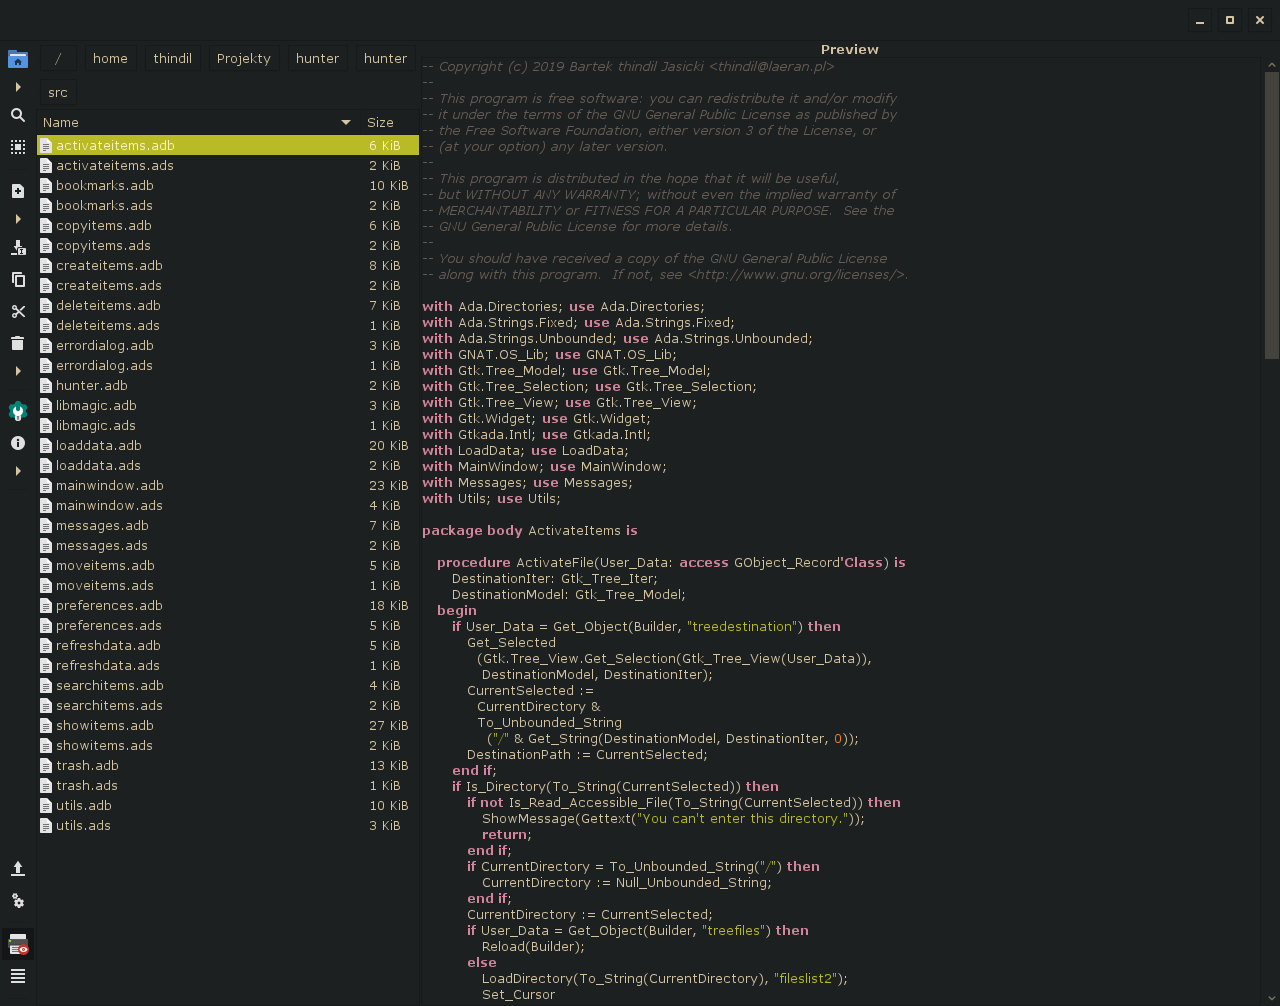 / home thindil Projekty hunter hunter
src
Name Size
activateitems.adb 6 KiB
activateitems.ads 2 KiB
bookmarks.adb 10 KiB
bookmarks.ads 2 KiB
copyitems.adb 6 KiB
copyitems.ads 2 KiB
createitems.adb 8 KiB
createitems.ads 2 KiB
deleteitems.adb 7 KiB
deleteitems.ads 1 KiB
errordialog.adb 3 KiB
errordialog.ads 1 KiB
hunter.adb 2 KiB
libmagic.adb 3 KiB
libmagic.ads 1 KiB
loaddata.adb 20 KiB
loaddata.ads 2 KiB
mainwindow.adb 23 KiB
mainwindow.ads 4 KiB
messages.adb 7 KiB
messages.ads 2 KiB
moveitems.adb 5 KiB
moveitems.ads 1 KiB
preferences.adb 18 KiB
preferences.ads 5 KiB
refreshdata.adb 5 KiB
refreshdata.ads 1 KiB
searchitems.adb 4 KiB
searchitems.ads 2 KiB
showitems.adb 27 KiB
showitems.ads 2 KiB
trash.adb 13 KiB
trash.ads 1 KiB
utils.adb 10 KiB
utils.ads 3 KiB
Preview
-- Copyright (c) 2019 Bartek thindil Jasicki <thindil@laeran.pl>
--
-- This program is free software: you can redistribute it and/or modify
-- it under the terms of the GNU General Public License as published by
-- the Free Software Foundation, either version 3 of the License, or
-- (at your option) any later version.
--
-- This program is distributed in the hope that it will be useful,
-- but WITHOUT ANY WARRANTY; without even the implied warranty of
-- MERCHANTABILITY or FITNESS FOR A PARTICULAR PURPOSE.  See the
-- GNU General Public License for more details.
--
-- You should have received a copy of the GNU General Public License
-- along with this program.  If not, see <http://www.gnu.org/licenses/>.
with Ada.Directories; use Ada.Directories;
with Ada.Strings.Fixed; use Ada.Strings.Fixed;
with Ada.Strings.Unbounded; use Ada.Strings.Unbounded;
with GNAT.OS_Lib; use GNAT.OS_Lib;
with Gtk.Tree_Model; use Gtk.Tree_Model;
with Gtk.Tree_Selection; use Gtk.Tree_Selection;
with Gtk.Tree_View; use Gtk.Tree_View;
with Gtk.Widget; use Gtk.Widget;
with Gtkada.Intl; use Gtkada.Intl;
with LoadData; use LoadData;
with MainWindow; use MainWindow;
with Messages; use Messages;
with Utils; use Utils;
package body ActivateItems is
procedure ActivateFile(User_Data: access GObject_Record'Class) is
DestinationIter: Gtk_Tree_Iter;
DestinationModel: Gtk_Tree_Model;
begin
if User_Data = Get_Object(Builder, "treedestination") then
Get_Selected
(Gtk.Tree_View.Get_Selection(Gtk_Tree_View(User_Data)),
DestinationModel, DestinationIter);
CurrentSelected :=
CurrentDirectory &
To_Unbounded_String
("/" & Get_String(DestinationModel, DestinationIter, 0));
DestinationPath := CurrentSelected;
end if;
if Is_Directory(To_String(CurrentSelected)) then
if not Is_Read_Accessible_File(To_String(CurrentSelected)) then
ShowMessage(Gettext("You can't enter this directory."));
return;
end if;
if CurrentDirectory = To_Unbounded_String("/") then
CurrentDirectory := Null_Unbounded_String;
end if;
CurrentDirectory := CurrentSelected;
if User_Data = Get_Object(Builder, "treefiles") then
Reload(Builder);
else
LoadDirectory(To_String(CurrentDirectory), "fileslist2");
Set_Cursor